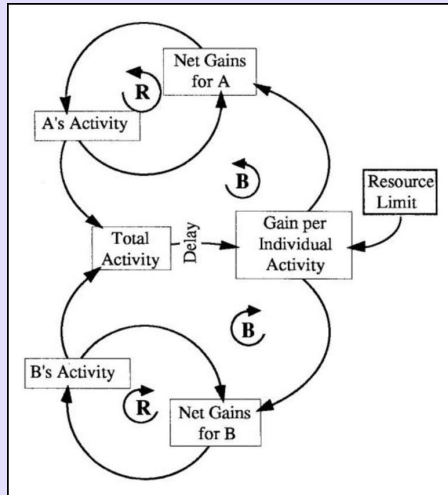 Net Gains
for A
R
A's Activity
B
Resource
Limit
Total
Activity
Delay
Gain per
Individual
Activity
B
B's Activity
R
Net Gains
for B